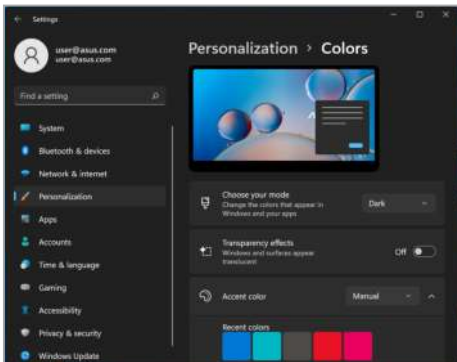 Settings
user@asus.com
user@asus.com
Find a setting
System
Bluetooth & devices
Network & internet
Personalization
Apps
Accounts
Time & language
Gaming
Accessibility
Privacy & security
Windows Update
Personalization > Colors
Choose your mode
Change the colors that appear in
Windows and your apps
Dark
Transparency effects
Windows and surfaces appear
translucent
Off
Accent color
Manual
Recent colors